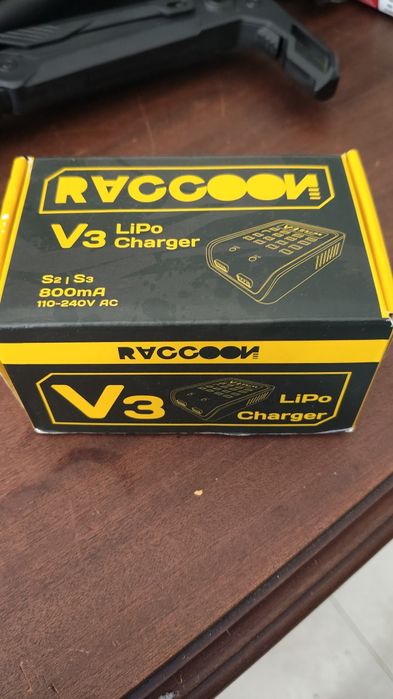 RACCOON
V3 LiPo
Charger
S2 | S3
800mA
110-240V AC
RACCOON
V3
LiPo
Charger